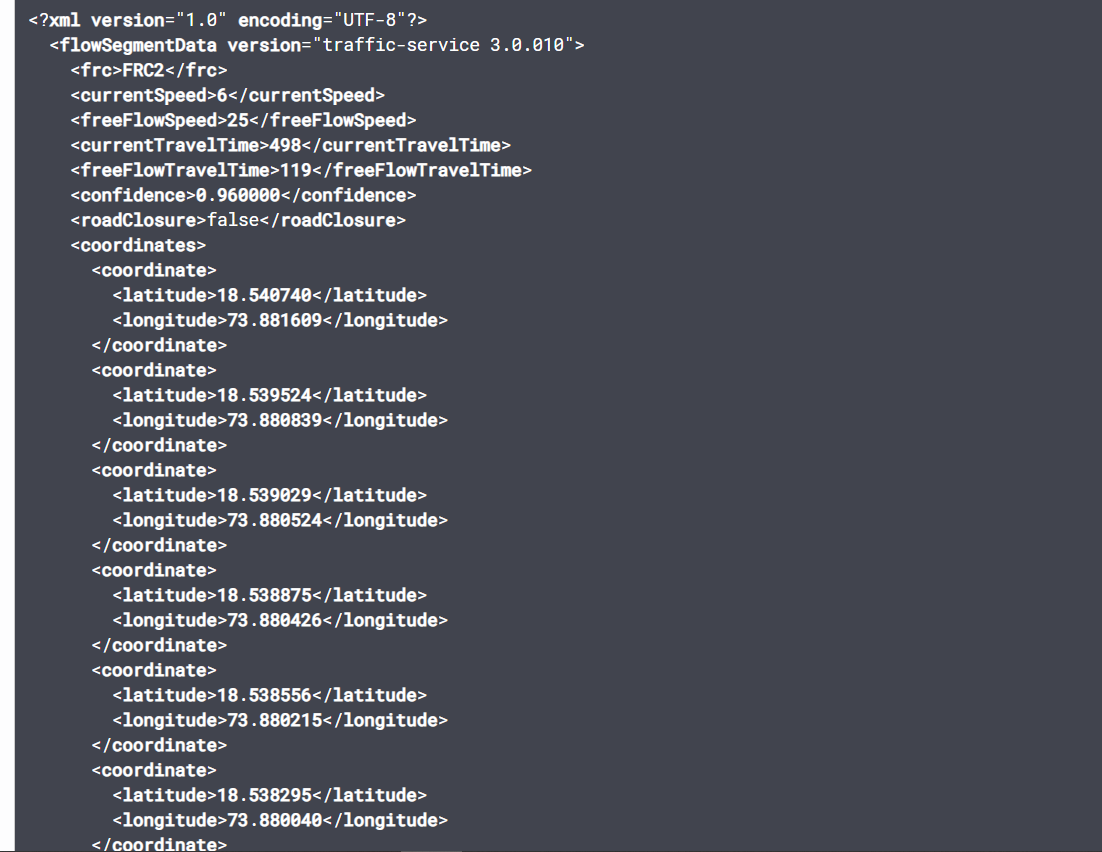 <?xml version="1.0" encoding="UTF-8"?>
<flowSegmentData version="traffic-service 3.0.010">
<frc>FRC2</frc>
<currentSpeed>6</currentSpeed>
<freeFlowSpeed>25</freeFlowSpeed>
<currentTravelTime>498</currentTravelTime>
<freeFlowTravelTime>119</freeFlowTravelTime>
<confidence>0.960000</confidence>
<roadClosure>false</roadClosure>
<coordinates>
<coordinate>
<latitude>18.540740</latitude>
<longitude>73.881609</longitude>
</coordinate>
<coordinate>
<latitude>18.539524</latitude>
<longitude>73.880839</longitude>
</coordinate>
<coordinate>
<latitude>18.539029</latitude>
<longitude>73.880524</longitude>
</coordinate>
<coordinate>
<latitude>18.538875</latitude>
<longitude>73.880426</longitude>
</coordinate>
<coordinate>
<latitude>18.538556</latitude>
<longitude>73.880215</longitude>
</coordinate>
<coordinate>
<latitude>18.538295</latitude>
<longitude>73.880040</longitude>
</coordinate>